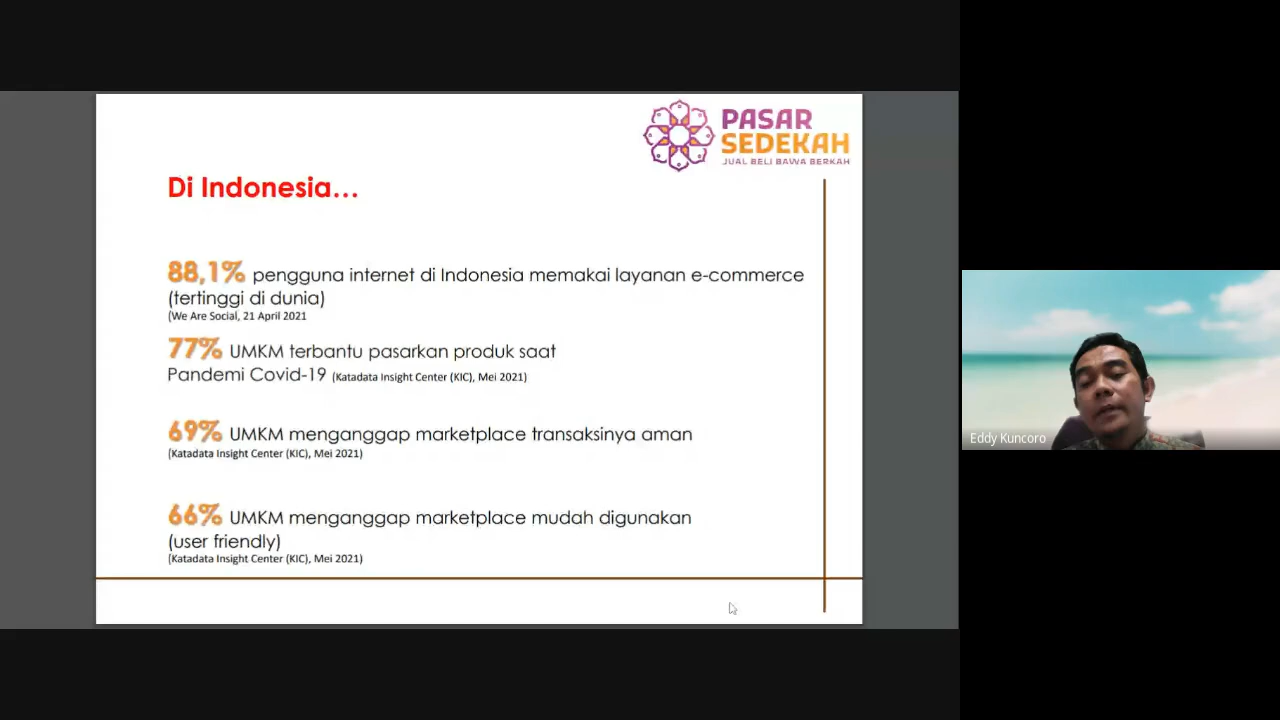 PASAR
SEDEKAH
JUAL BELI BAWA BERKAH
Di Indonesia...
88,1% pengguna internet di Indonesia memakai layanan e-commerce
(tertinggi di dunia)
(We Are Social, 21 April 2021
77% UMKM terbantu pasarkan produk saat
Pandemi Covid-19 (Katadata Insight Center (KIC), Mei 2021)
69% UMKM menganggap marketplace transaksinya aman
(Katadata Insight Center (KIC), Mei 2021)
66% UMKM menganggap marketplace mudah digunakan
(user friendly)
(Katadata Insight Center (KIC), Mei 2021)
Eddy Kuncoro